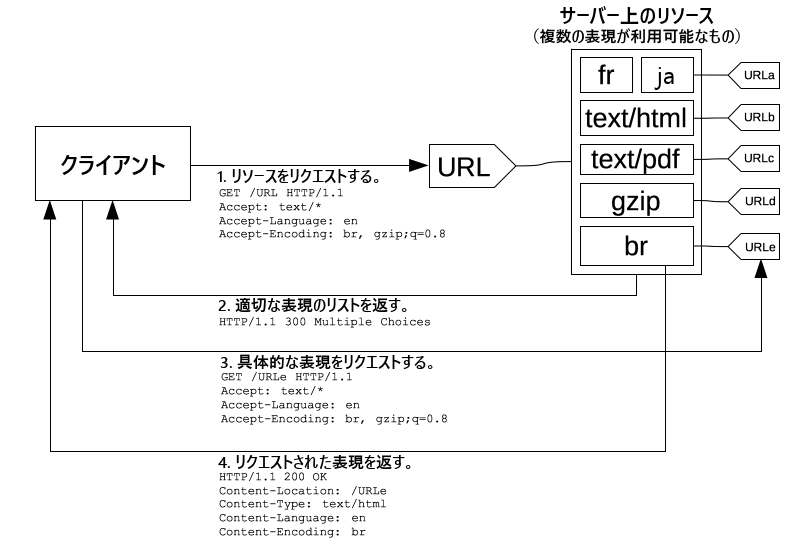 サーバー上のリソース
（複数の表現が利用可能なもの）
fr
ja
URLa
text/html
URLb
text/pdf
URLc
gzip
URLd
br
URLe
クライアント
URL
1. リソースをリクエストする。
GET /URL HTTP/1.1
Accept: text/*
Accept-Language: en
Accept-Encoding: br, gzip;q=0.8
2. 適切な表現のリストを返す。
HTTP/1.1 300 Multiple Choices
3. 具体的な表現をリクエストする。
GET /URLe HTTP/1.1
Accept: text/*
Accept-Language: en
Accept-Encoding: br, gzip;q=0.8
4. リクエストされた表現を返す。
HTTP/1.1 200 OK
Content-Location: /URLe
Content-Type: text/html
Content-Language: en
Content-Encoding: br